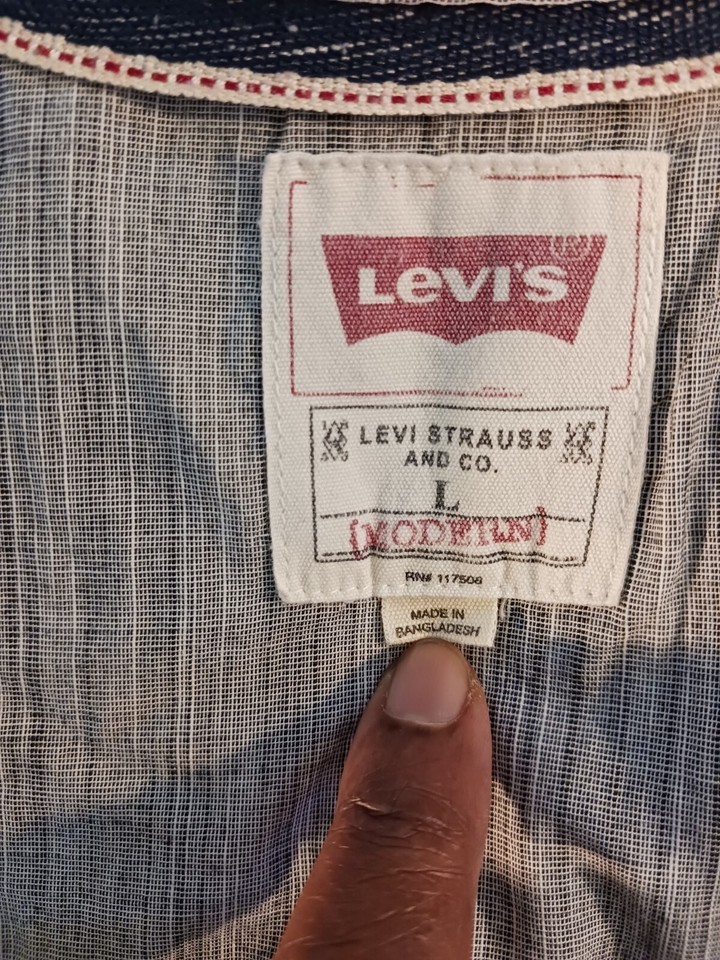 Levi's
®
LEVI STRAUSS
AND CO.
L
{MODERN}
RN# 117508
MADE IN
BANGLADESH